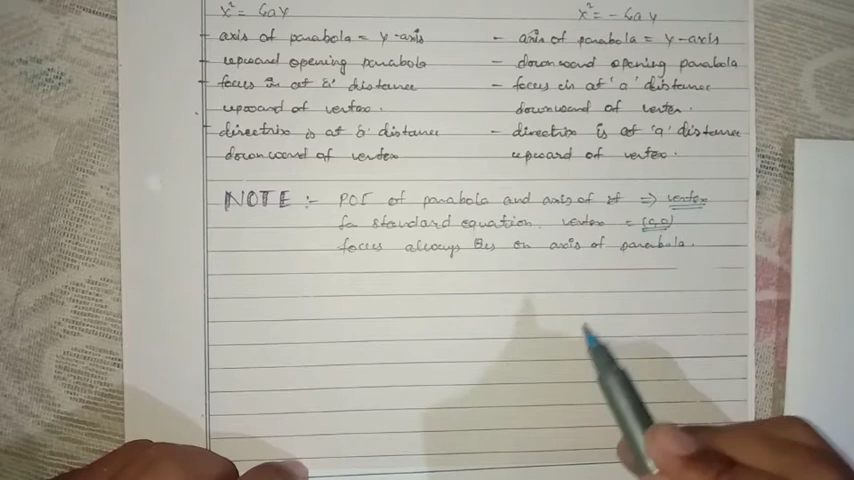 x² = 4ay
- axis of parabola = y-axis
- upward opening parabola
- focus is at 'a' distance
upward of vertex.
- directrix is at 'a' distance
downward of vertex
x² = - 4ay
- axis of parabola = y-axis
- downward opening parabola
- focus is at 'a' distance
downward of vertex.
- directrix is at 'a' distance
upward of vertex.
NOTE :- POI of parabola and axis of it => vertex
for standard equation. vertex = (0,0)
focus always lies on axis of parabola.